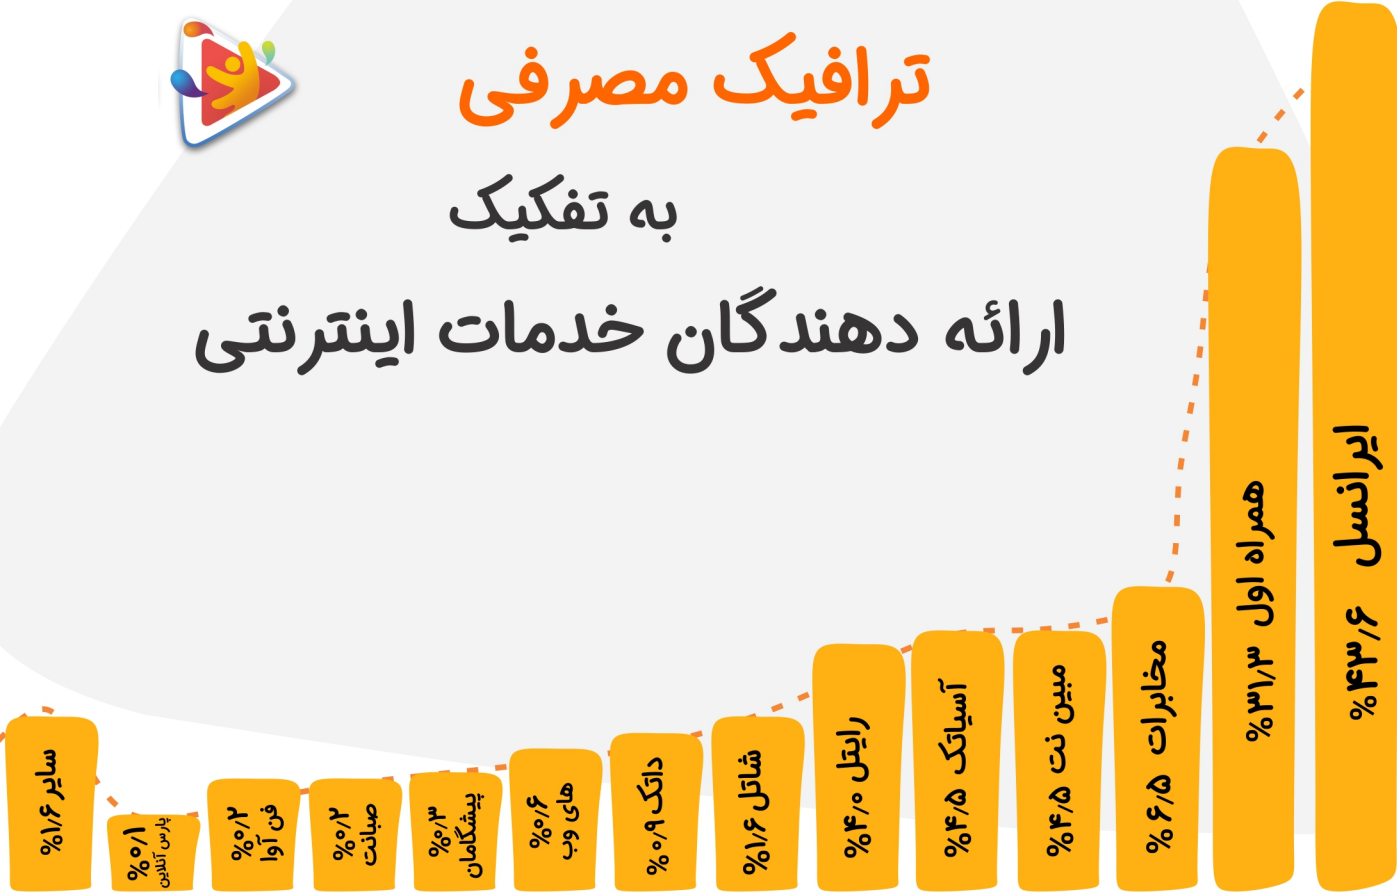 ترافیک مصرفی
به تفکیک
ارائه دهندگان خدمات اینترنتی
ایرانسل ۴۳٫۶%
همراه اول ۳۱٫۳%
مخابرات ۶٫۵%
مبین نت ۴٫۵%
آسیاتک ۴٫۵%
رایتل ۴٫۰%
شاتل ۱٫۶%
داتک ۰٫۹%
های وب
۰٫۶%
پیشگامان
۰٫۳%
صبانت
۰٫۲%
فن آوا
۰٫۲%
پارس آنلاین
۰٫۱%
سایر ۱٫۶%